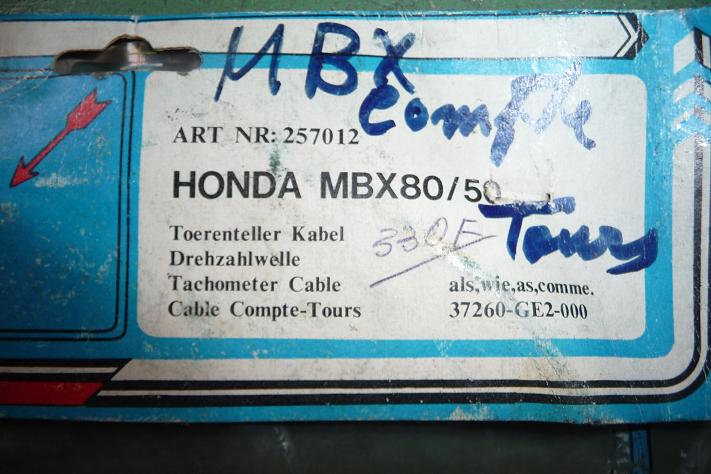 MBX
Compte
ART NR: 257012
HONDA MBX80/50
Tours
Toerenteller Kabel
330F
Drehzahlwelle
Tachometer Cable als,wie,as,comme.
Cable Compte-Tours 37260-GE2-000